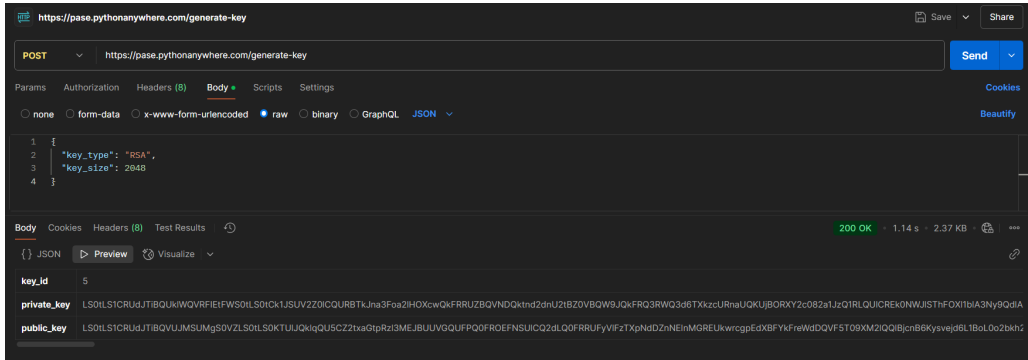 HTTP https://pase.pythonanywhere.com/generate-key Save Share
POST https://pase.pythonanywhere.com/generate-key Send
Params Authorization Headers (8) Body Scripts Settings Cookies
none form-data x-www-form-urlencoded raw binary GraphQL JSON Beautify
1 {
2 "key_type": "RSA",
3 "key_size": 2048
4 }
Body Cookies Headers (8) Test Results 200 OK 1.14 s 2.37 KB
{} JSON Preview Visualize
key_id 5
private_key
public_key